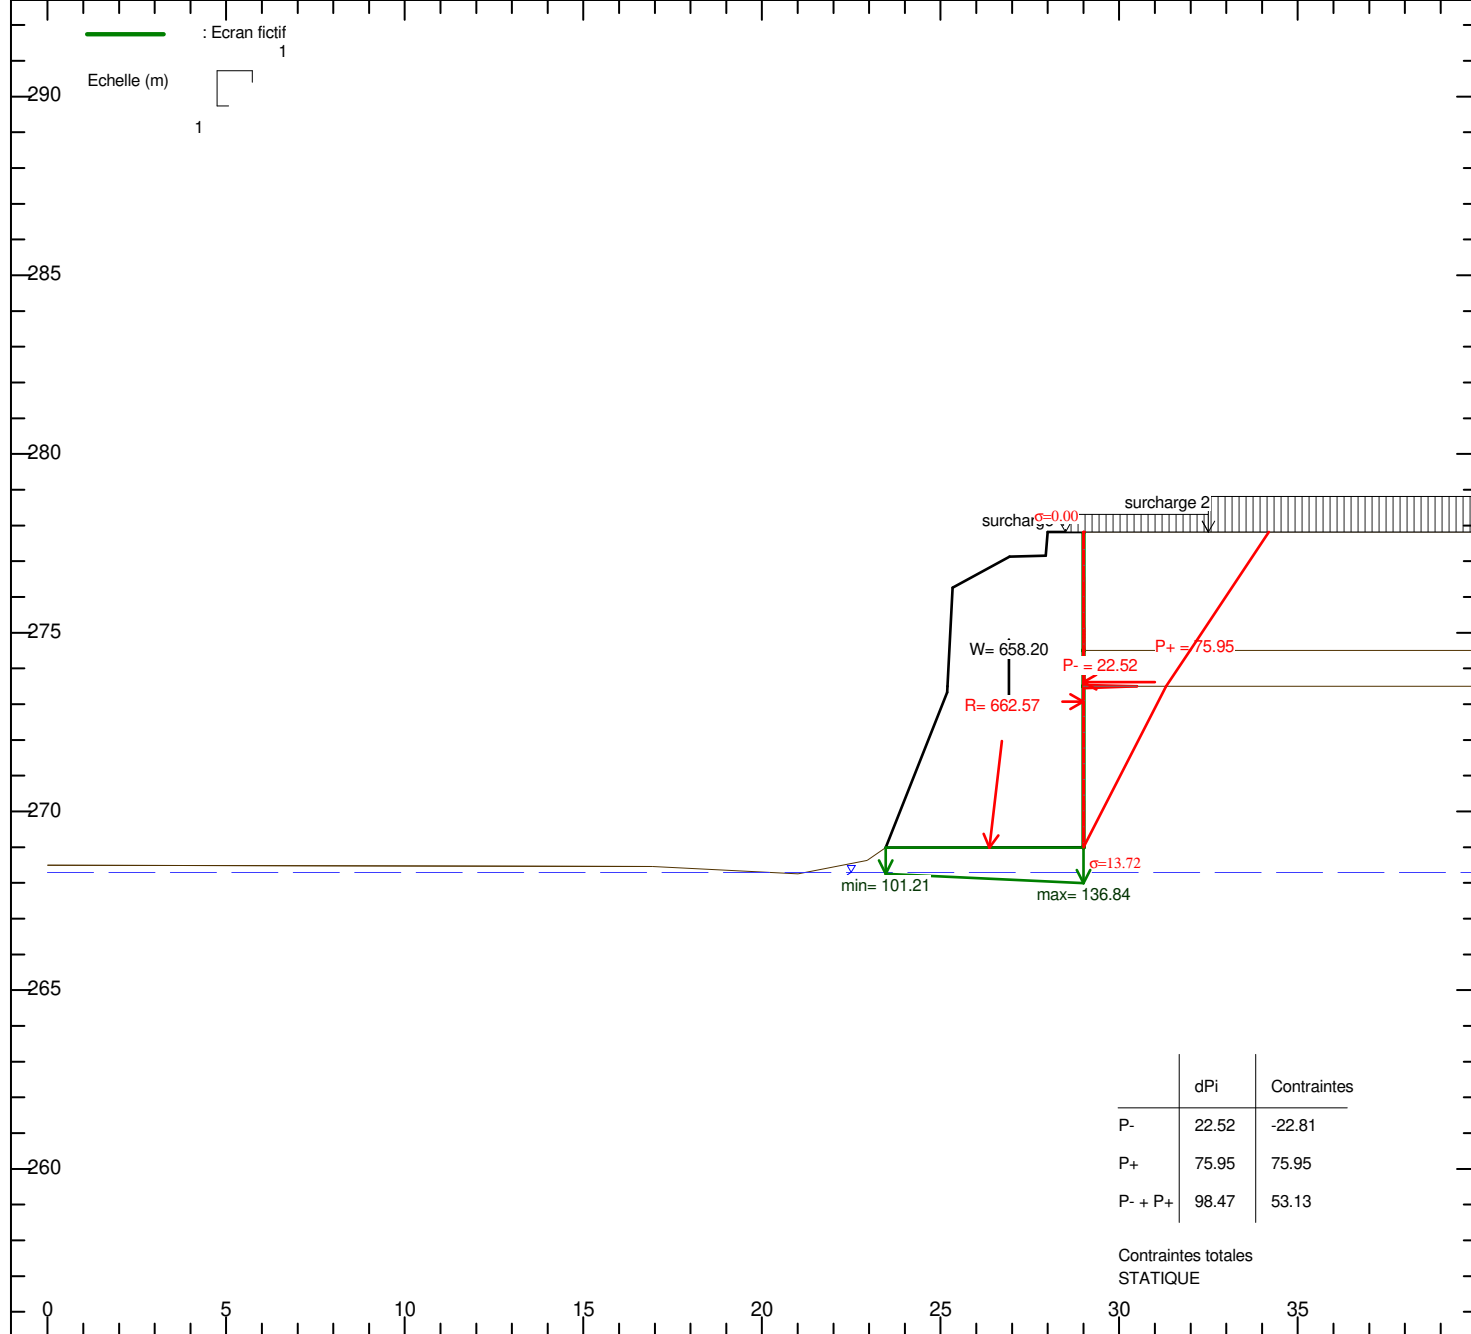 : Ecran fictif
1
Echelle (m)
1
290
285
280
275
270
265
260
surcharge 2
surchar
σ=0.00
W= 658.20
P+ = 75.95
P- = 22.52
R= 662.57
σ=13.72
min= 101.21
max= 136.84
dPi Contraintes
P- 22.52 -22.81
P+ 75.95 75.95
P- + P+ 98.47 53.13
Contraintes totales
STATIQUE
0 5 10 15 20 25 30 35